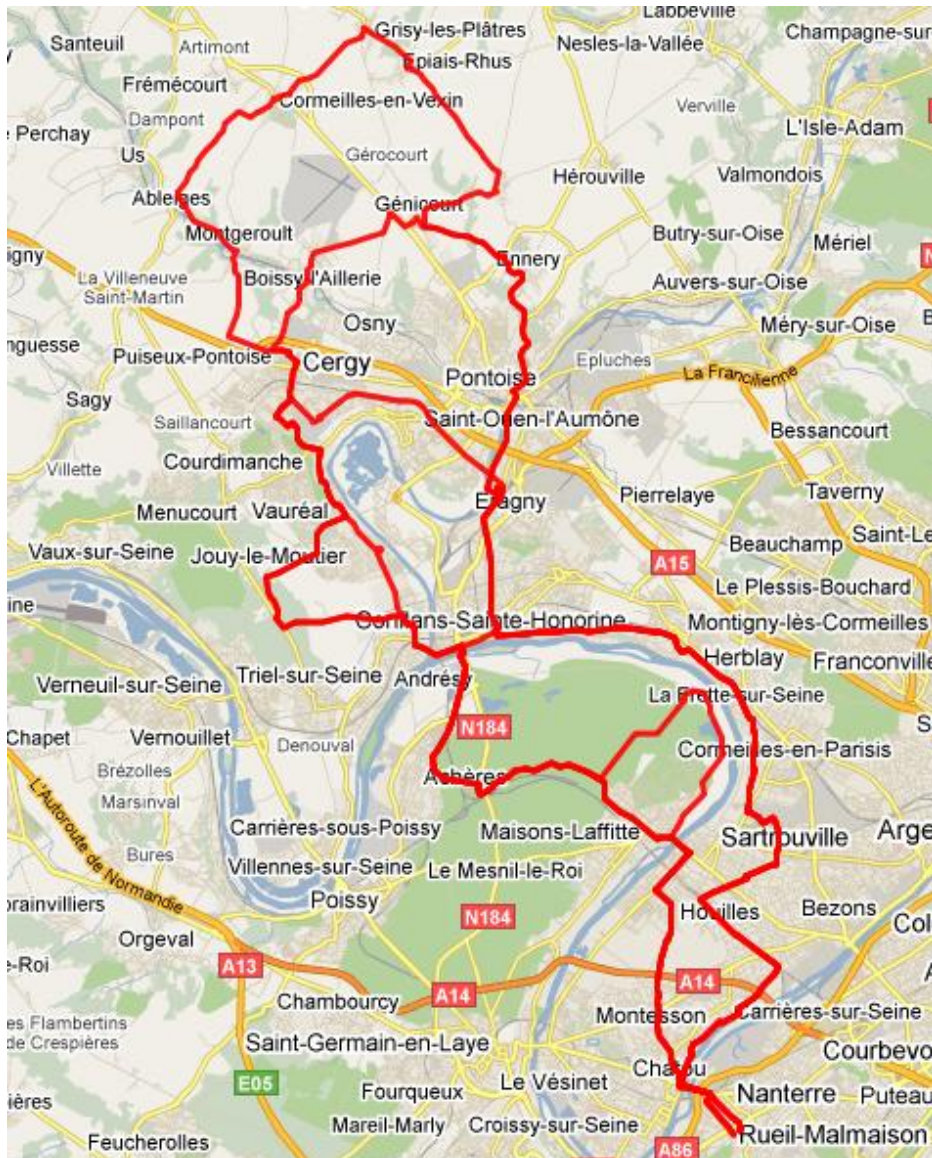 Labbeville
Grisy-les-Plâtres
Santeuil
Artimont
Nesles-la-Vallée
Champagne-sur-
Epiais-Rhus
Frémécourt
Cormeilles-en-Vexin
Verville
Dampont
L'Isle-Adam
e Perchay
Us
Gérocourt
Hérouville
Valmondois
Ableiges
Génicourt
Montgeroult
Butry-sur-Oise
Mériel
igny
Ennery
N
La Villeneuve
Saint-Martin
Boissy-l'Aillerie
Auvers-sur-Oise
Osny
Méry-sur-Oise
B
nguesse
Puiseux-Pontoise
Cergy
Epluches
Pontoise
La Francilienne
Sagy
Saillancourt
Saint-Ouen-l'Aumône
Bessancourt
Courdimanche
Villette
Eragny
Pierrelaye
Taverny
Menucourt
Vauréal
Saint-Le
Vaux-sur-Seine
Jouy-le-Moutier
Beauchamp
A15
Le Plessis-Bouchard
ine
Conflans-Sainte-Honorine
Montigny-lès-Cormeilles
Herblay
Franconville
Triel-sur-Seine
Andrésy
Verneuil-sur-Seine
La Frette-sur-Seine
N184
S
Chapet
Vernouillet
Denouval
Cormeilles-en-Parisis
Brézolles
Achères
Marsinval
L'Autoroute de Normandie
Carrières-sous-Poissy
Maisons-Laffitte
Sartrouville
Arge
Bures
Villennes-sur-Seine
Le Mesnil-le-Roi
Poissy
orainvilliers
N184
Houilles
Bezons
Col
Orgeval
e-Roi
A13
A14
A14
A
Chambourcy
Montesson
Carrières-sur-Seine
es Flambertins
de Crespières
Saint-Germain-en-Laye
Courbevo
Chatou
E05
Fourqueux
Le Vésinet
Nanterre
Puteau
ières
Mareil-Marly
Croissy-sur-Seine
Feucherolles
A86
Rueil-Malmaison